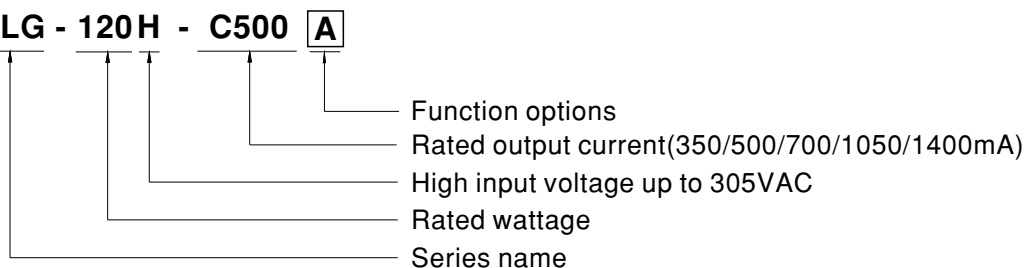 LG - 120H - C500 A
Function options
Rated output current(350/500/700/1050/1400mA)
High input voltage up to 305VAC
Rated wattage
Series name